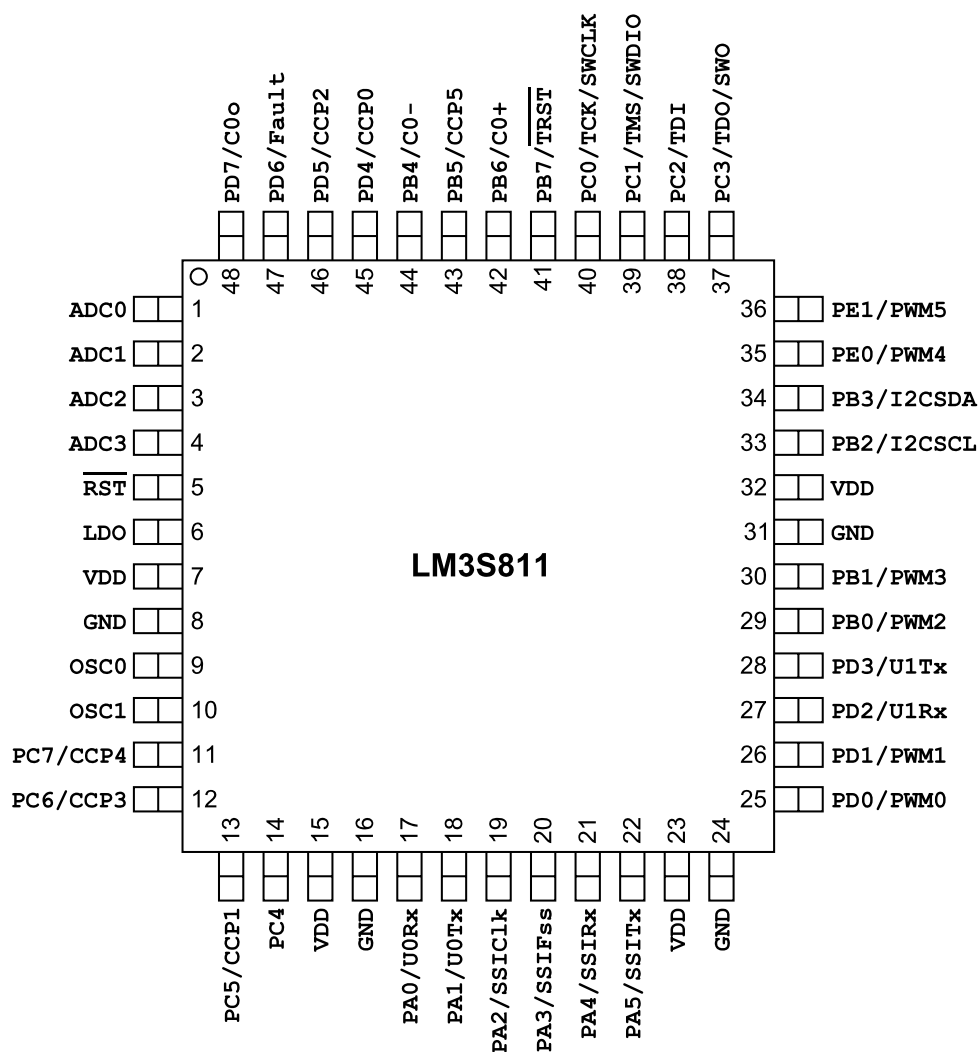 PD7/C0o
PD6/Fault
PD5/CCP2
PD4/CCP0
PB4/C0-
PB5/CCP5
PB6/C0+
PB7/TRST
PC0/TCK/SWCLK
PC1/TMS/SWDIO
PC2/TDI
PC3/TDO/SWO
48 47 46 45 44 43 42 41 40 39 38 37
ADC0 1
ADC1 2
ADC2 3
ADC3 4
RST 5
LDO 6
VDD 7
GND 8
OSC0 9
OSC1 10
PC7/CCP4 11
PC6/CCP3 12
LM3S811
36 PE1/PWM5
35 PE0/PWM4
34 PB3/I2CSDA
33 PB2/I2CSCL
32 VDD
31 GND
30 PB1/PWM3
29 PB0/PWM2
28 PD3/U1Tx
27 PD2/U1Rx
26 PD1/PWM1
25 PD0/PWM0
13 14 15 16 17 18 19 20 21 22 23 24
PC5/CCP1
PC4
VDD
GND
PA0/U0Rx
PA1/U0Tx
PA2/SSIClk
PA3/SSIFss
PA4/SSIRx
PA5/SSITx
VDD
GND